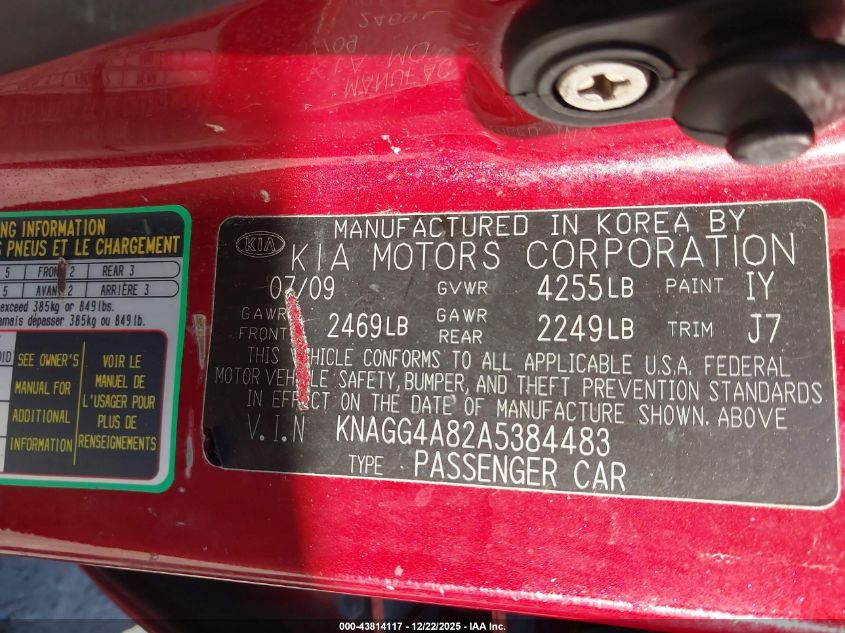 MANUFACTURED IN KOREA BY
KIA KIA MOTORS CORPORATION
07/09 GVWR 4255LB PAINT IY
GAWR FRONT 2469LB GAWR REAR 2249LB TRIM J7
THIS VEHICLE CONFORMS TO ALL APPLICABLE U.S.A. FEDERAL
MOTOR VEHICLE SAFETY, BUMPER, AND THEFT PREVENTION STANDARDS
IN EFFECT ON THE DATE OF MANUFACTURE SHOWN. ABOVE
V.I.N KNAGG4A82A5384483
TYPE PASSENGER CAR
ING INFORMATION
PNEUS ET LE CHARGEMENT
5 FRONT 2 REAR 3
5 AVANT 2 ARRIÈRE 3
exceed 385kg or 849lbs.
amais dépasser 385kg ou 849lb.
SEE OWNER'S
MANUAL FOR
ADDITIONAL
INFORMATION
VOIR LE
MANUEL DE
L'USAGER POUR
PLUS DE
RENSEIGNEMENTS
000-43814117 - 12/22/2025 - IAA Inc.